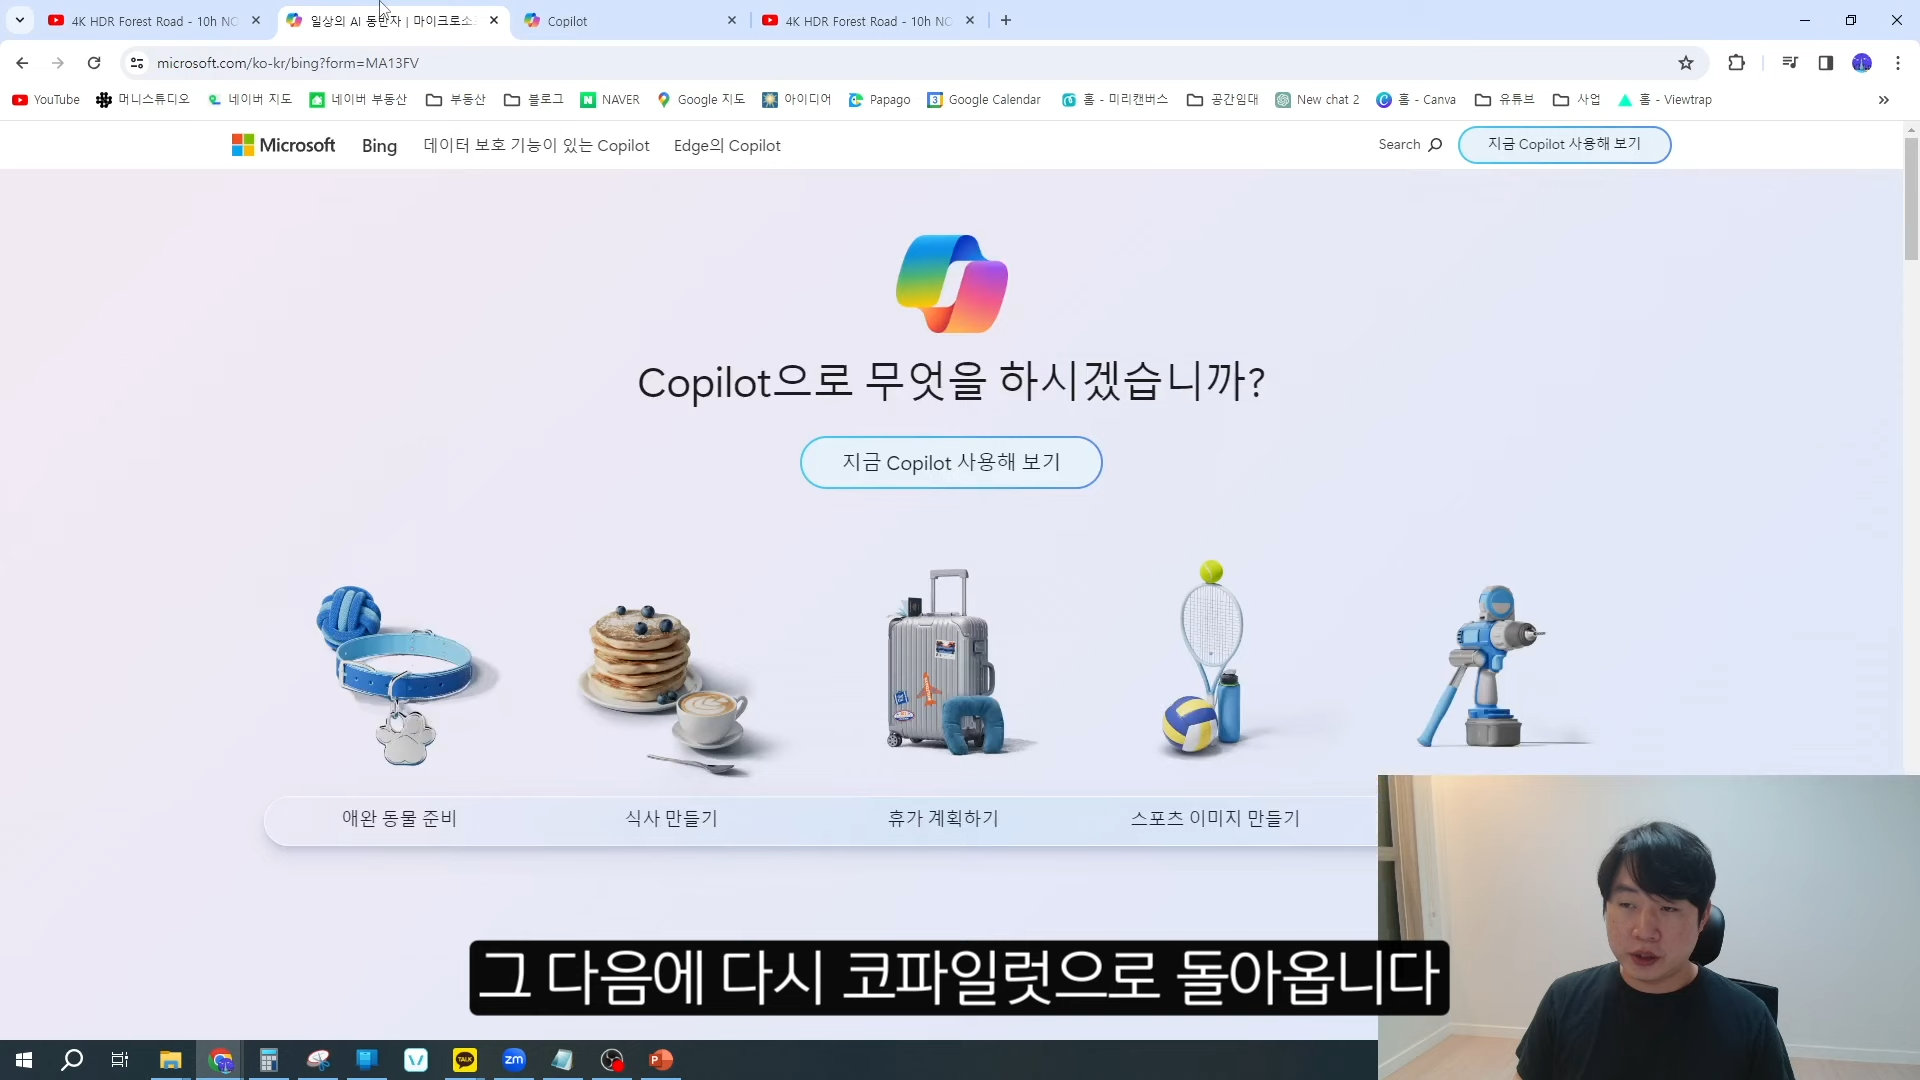 4K HDR Forest Road - 10h NO
일상의 AI 동반자 | 마이크로소
Copilot
4K HDR Forest Road - 10h NO
microsoft.com/ko-kr/bing?form=MA13FV
YouTube
머니스튜디오
네이버 지도
네이버 부동산
부동산
블로그
NAVER
Google 지도
아이디어
Papago
Google Calendar
홈 - 미리캔버스
공간임대
New chat 2
홈 - Canva
유튜브
사업
홈 - Viewtrap
Microsoft
Bing
데이터 보호 기능이 있는 Copilot
Edge의 Copilot
Search
지금 Copilot 사용해 보기
Copilot으로 무엇을 하시겠습니까?
지금 Copilot 사용해 보기
애완 동물 준비
식사 만들기
휴가 계획하기
스포츠 이미지 만들기
그 다음에 다시 코파일럿으로 돌아옵니다
TALK
zm